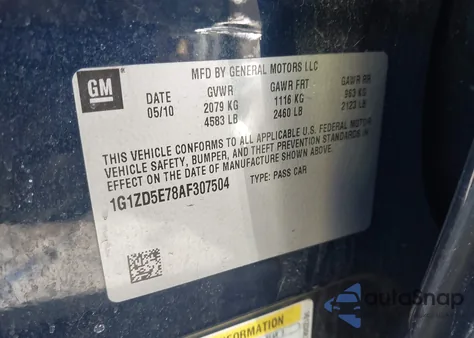 GM
MFD BY GENERAL MOTORS LLC
DATE GVWR GAWR FRT GAWR RR
05/10 2079 KG 1116 KG 963 KG
4583 LB 2460 LB 2123 LB
THIS VEHICLE CONFORMS TO ALL APPLICABLE U.S. FEDERAL MOTOR
VEHICLE SAFETY, BUMPER, AND THEFT PREVENTION STANDARDS IN
EFFECT ON THE DATE OF MANUFACTURE SHOWN ABOVE.
1G1ZD5E78AF307504 TYPE: PASS CAR
FORMATION
autoSnap